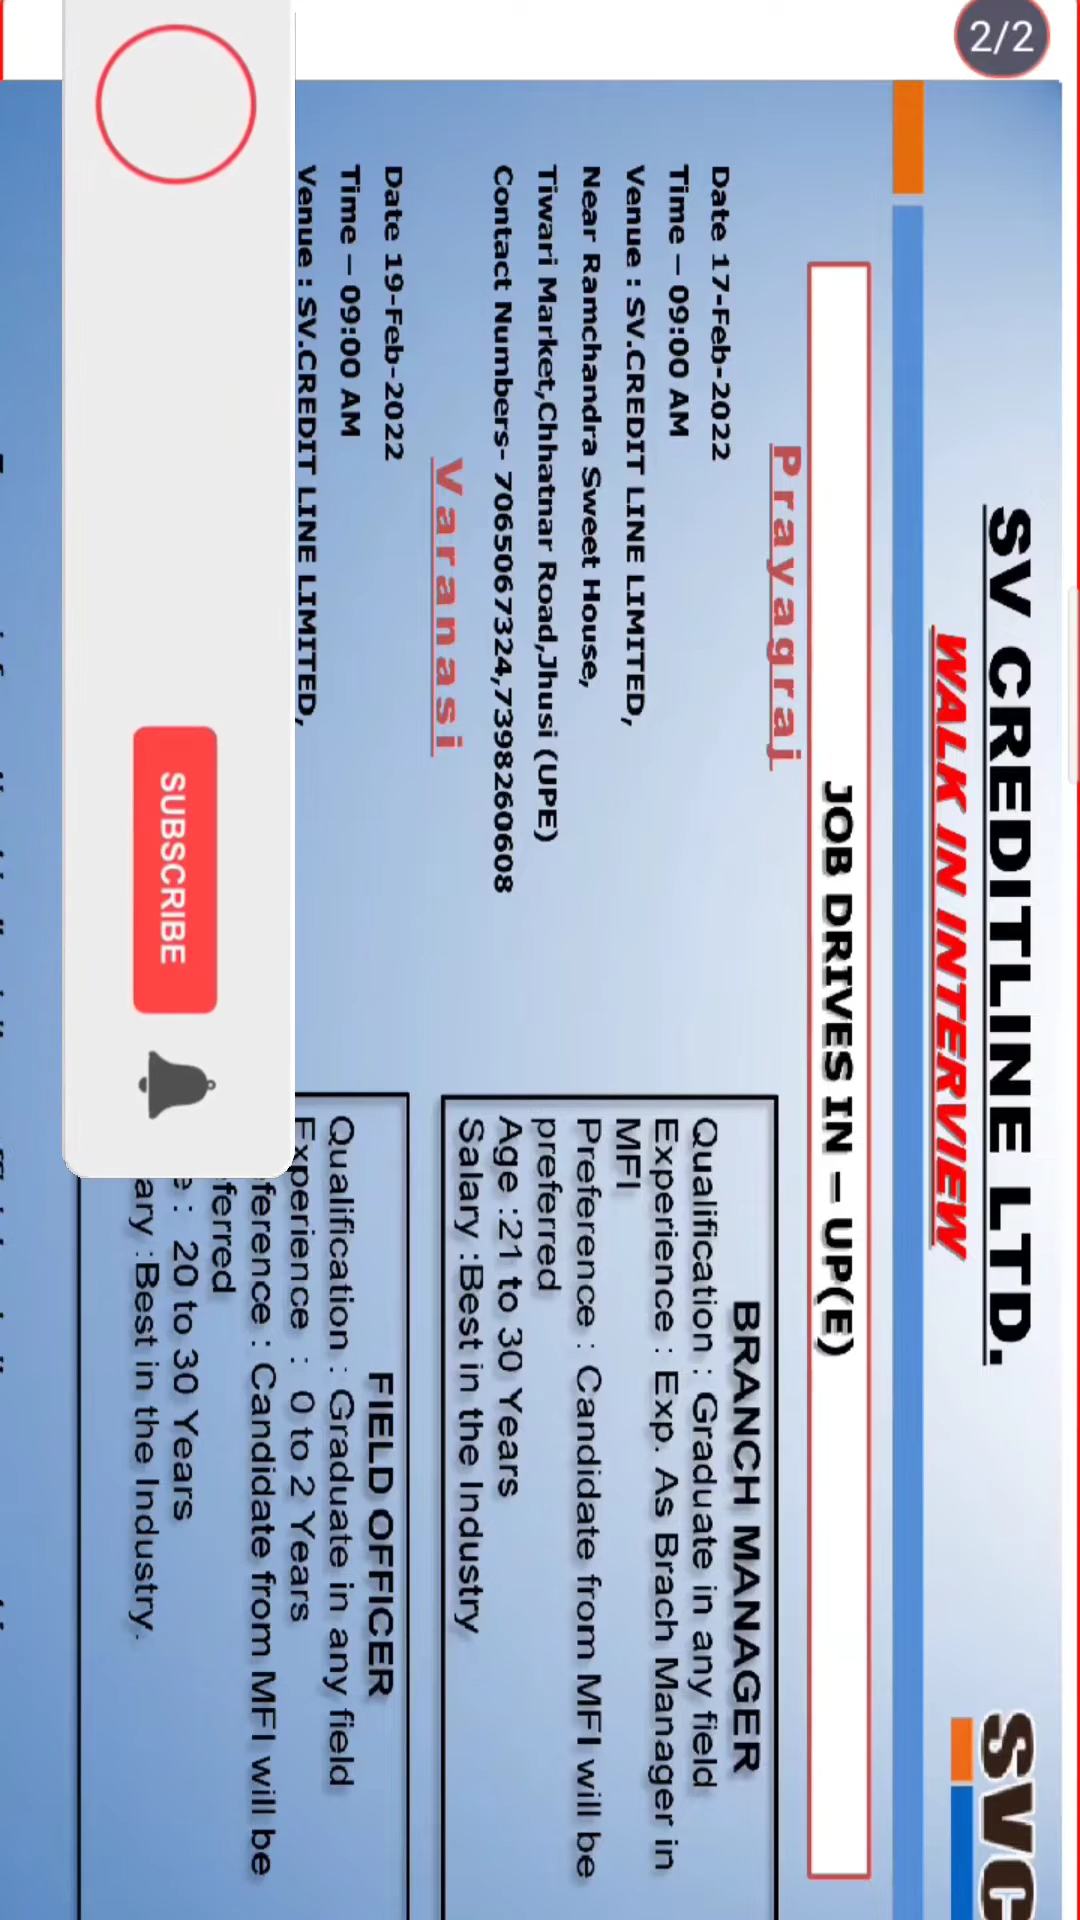 2/2
SV CREDITLINE LTD.
WALK IN INTERVIEW
SVC
JOB DRIVES IN – UP(E)
Prayagraj
Date 17-Feb-2022
Time – 09:00 AM
Venue : SV.CREDIT LINE LIMITED,
Near Ramchandra Sweet House,
Tiwari Market,Chhatnar Road,Jhusi (UPE)
Contact Numbers- 7065067324,7398260608
Varanasi
Date 19-Feb-2022
Time – 09:00 AM
Venue : SV.CREDIT LINE LIMITED,
BRANCH MANAGER
Qualification : Graduate in any field
Experience : Exp. As Brach Manager in
MFI
Preference : Candidate from MFI will be
preferred
Age :21 to 30 Years
Salary :Best in the Industry
FIELD OFFICER
Qualification : Graduate in any field
Experience : 0 to 2 Years
ference : Candidate from MFI will be
ferred
e : 20 to 30 Years
ary :Best in the Industry.
SUBSCRIBE